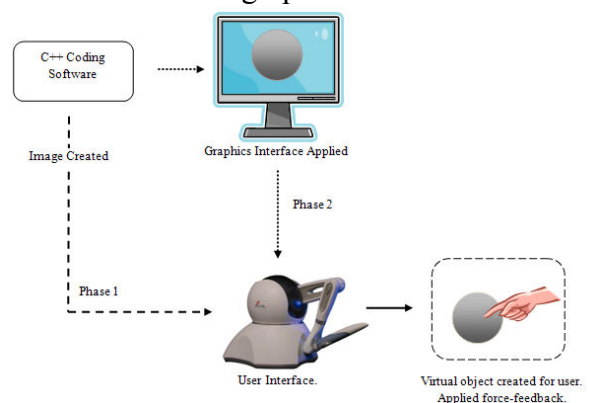 C++ Coding
Software
Image Created
Graphics Interface Applied
Phase 2
Phase 1
User Interface.
Virtual object created for user.
Applied force-feedback.